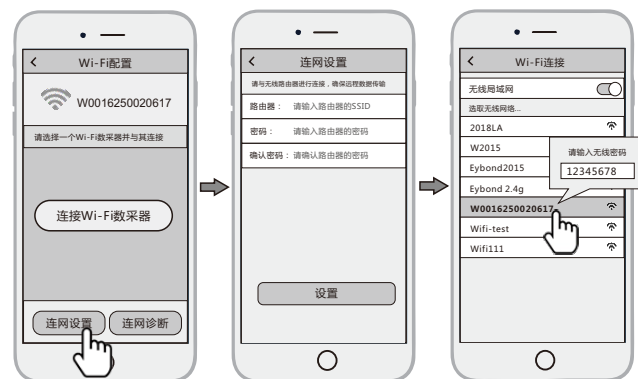 Wi-Fi配置
W0016250020617
请选择一个Wi-Fi数采器并与其连接
连接Wi-Fi数采器
连网设置
连网诊断
连网设置
请与无线路由器进行连接，确保远程数据传输
路由器： 请输入路由器的SSID
密码： 请输入路由器的密码
确认密码： 请确认路由器的密码
设置
Wi-Fi连接
无线局域网
选取无线网络...
2018LA
W2015
Eybond2015
Eybond 2.4g
W0016250020617
Wifi-test
Wifi111
请输入无线密码
12345678